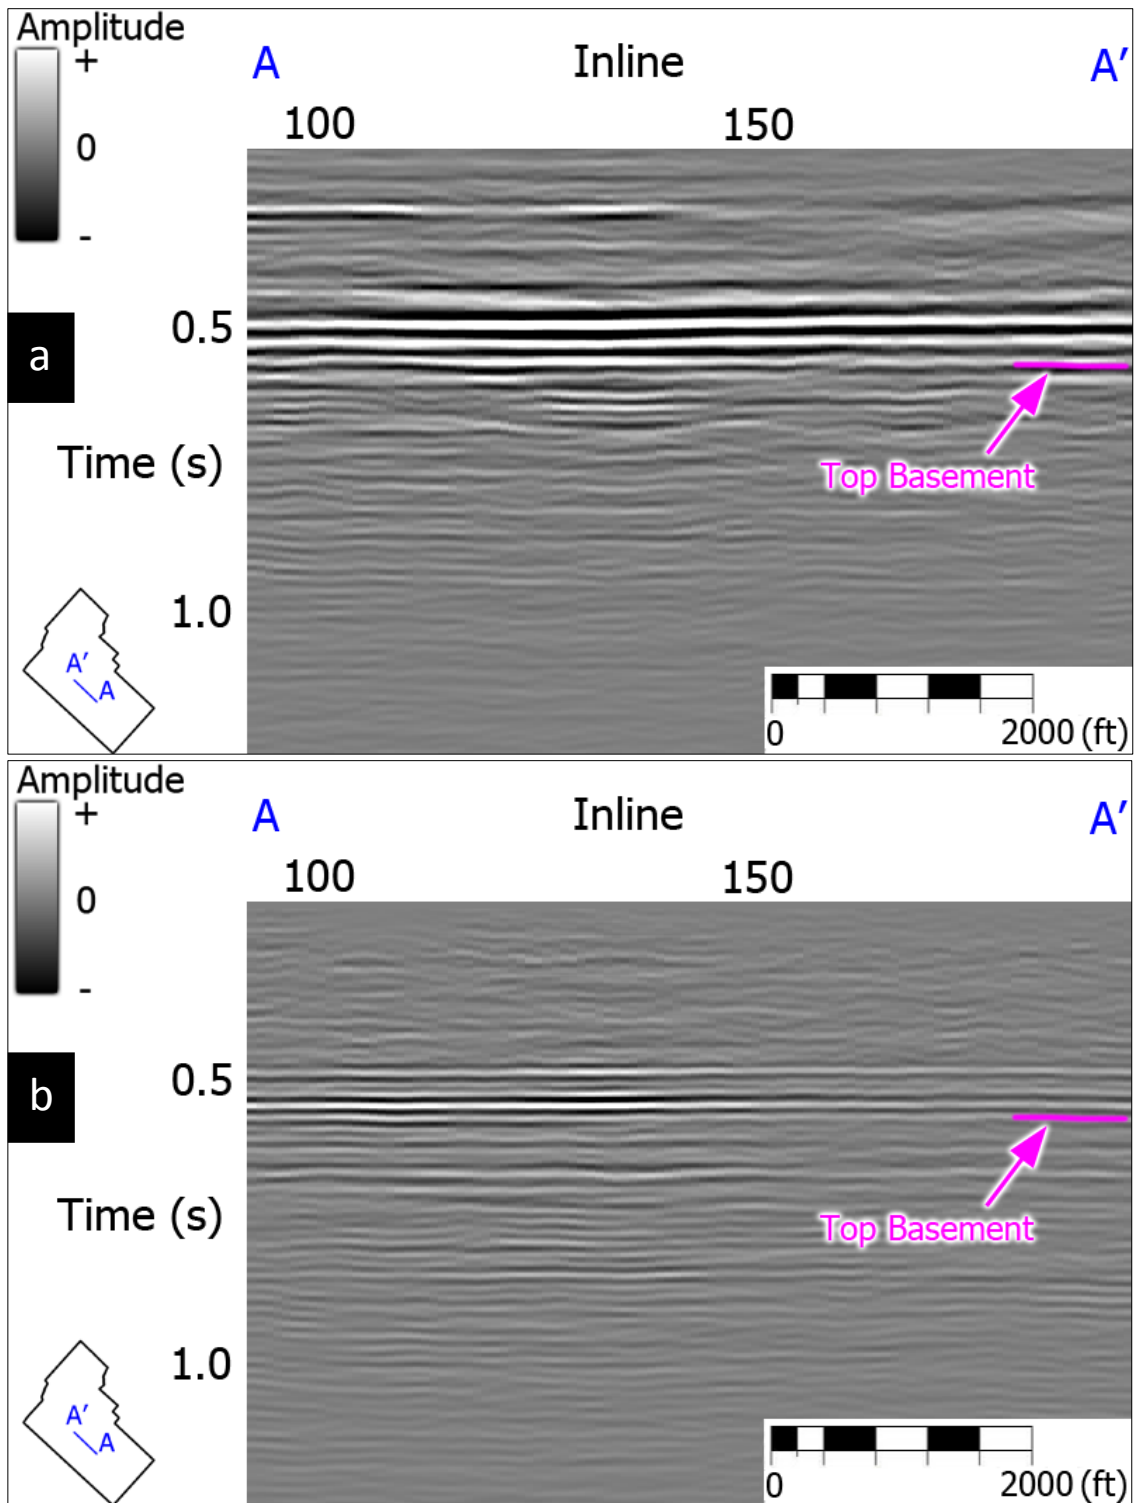 Amplitude
+
0
-
A Inline A′
100 150
0.5
a
Time (s)
Top Basement
1.0
A′
A
0 2000 (ft)
Amplitude
+
0
-
A Inline A′
100 150
0.5
b
Time (s)
Top Basement
1.0
A′
A
0 2000 (ft)